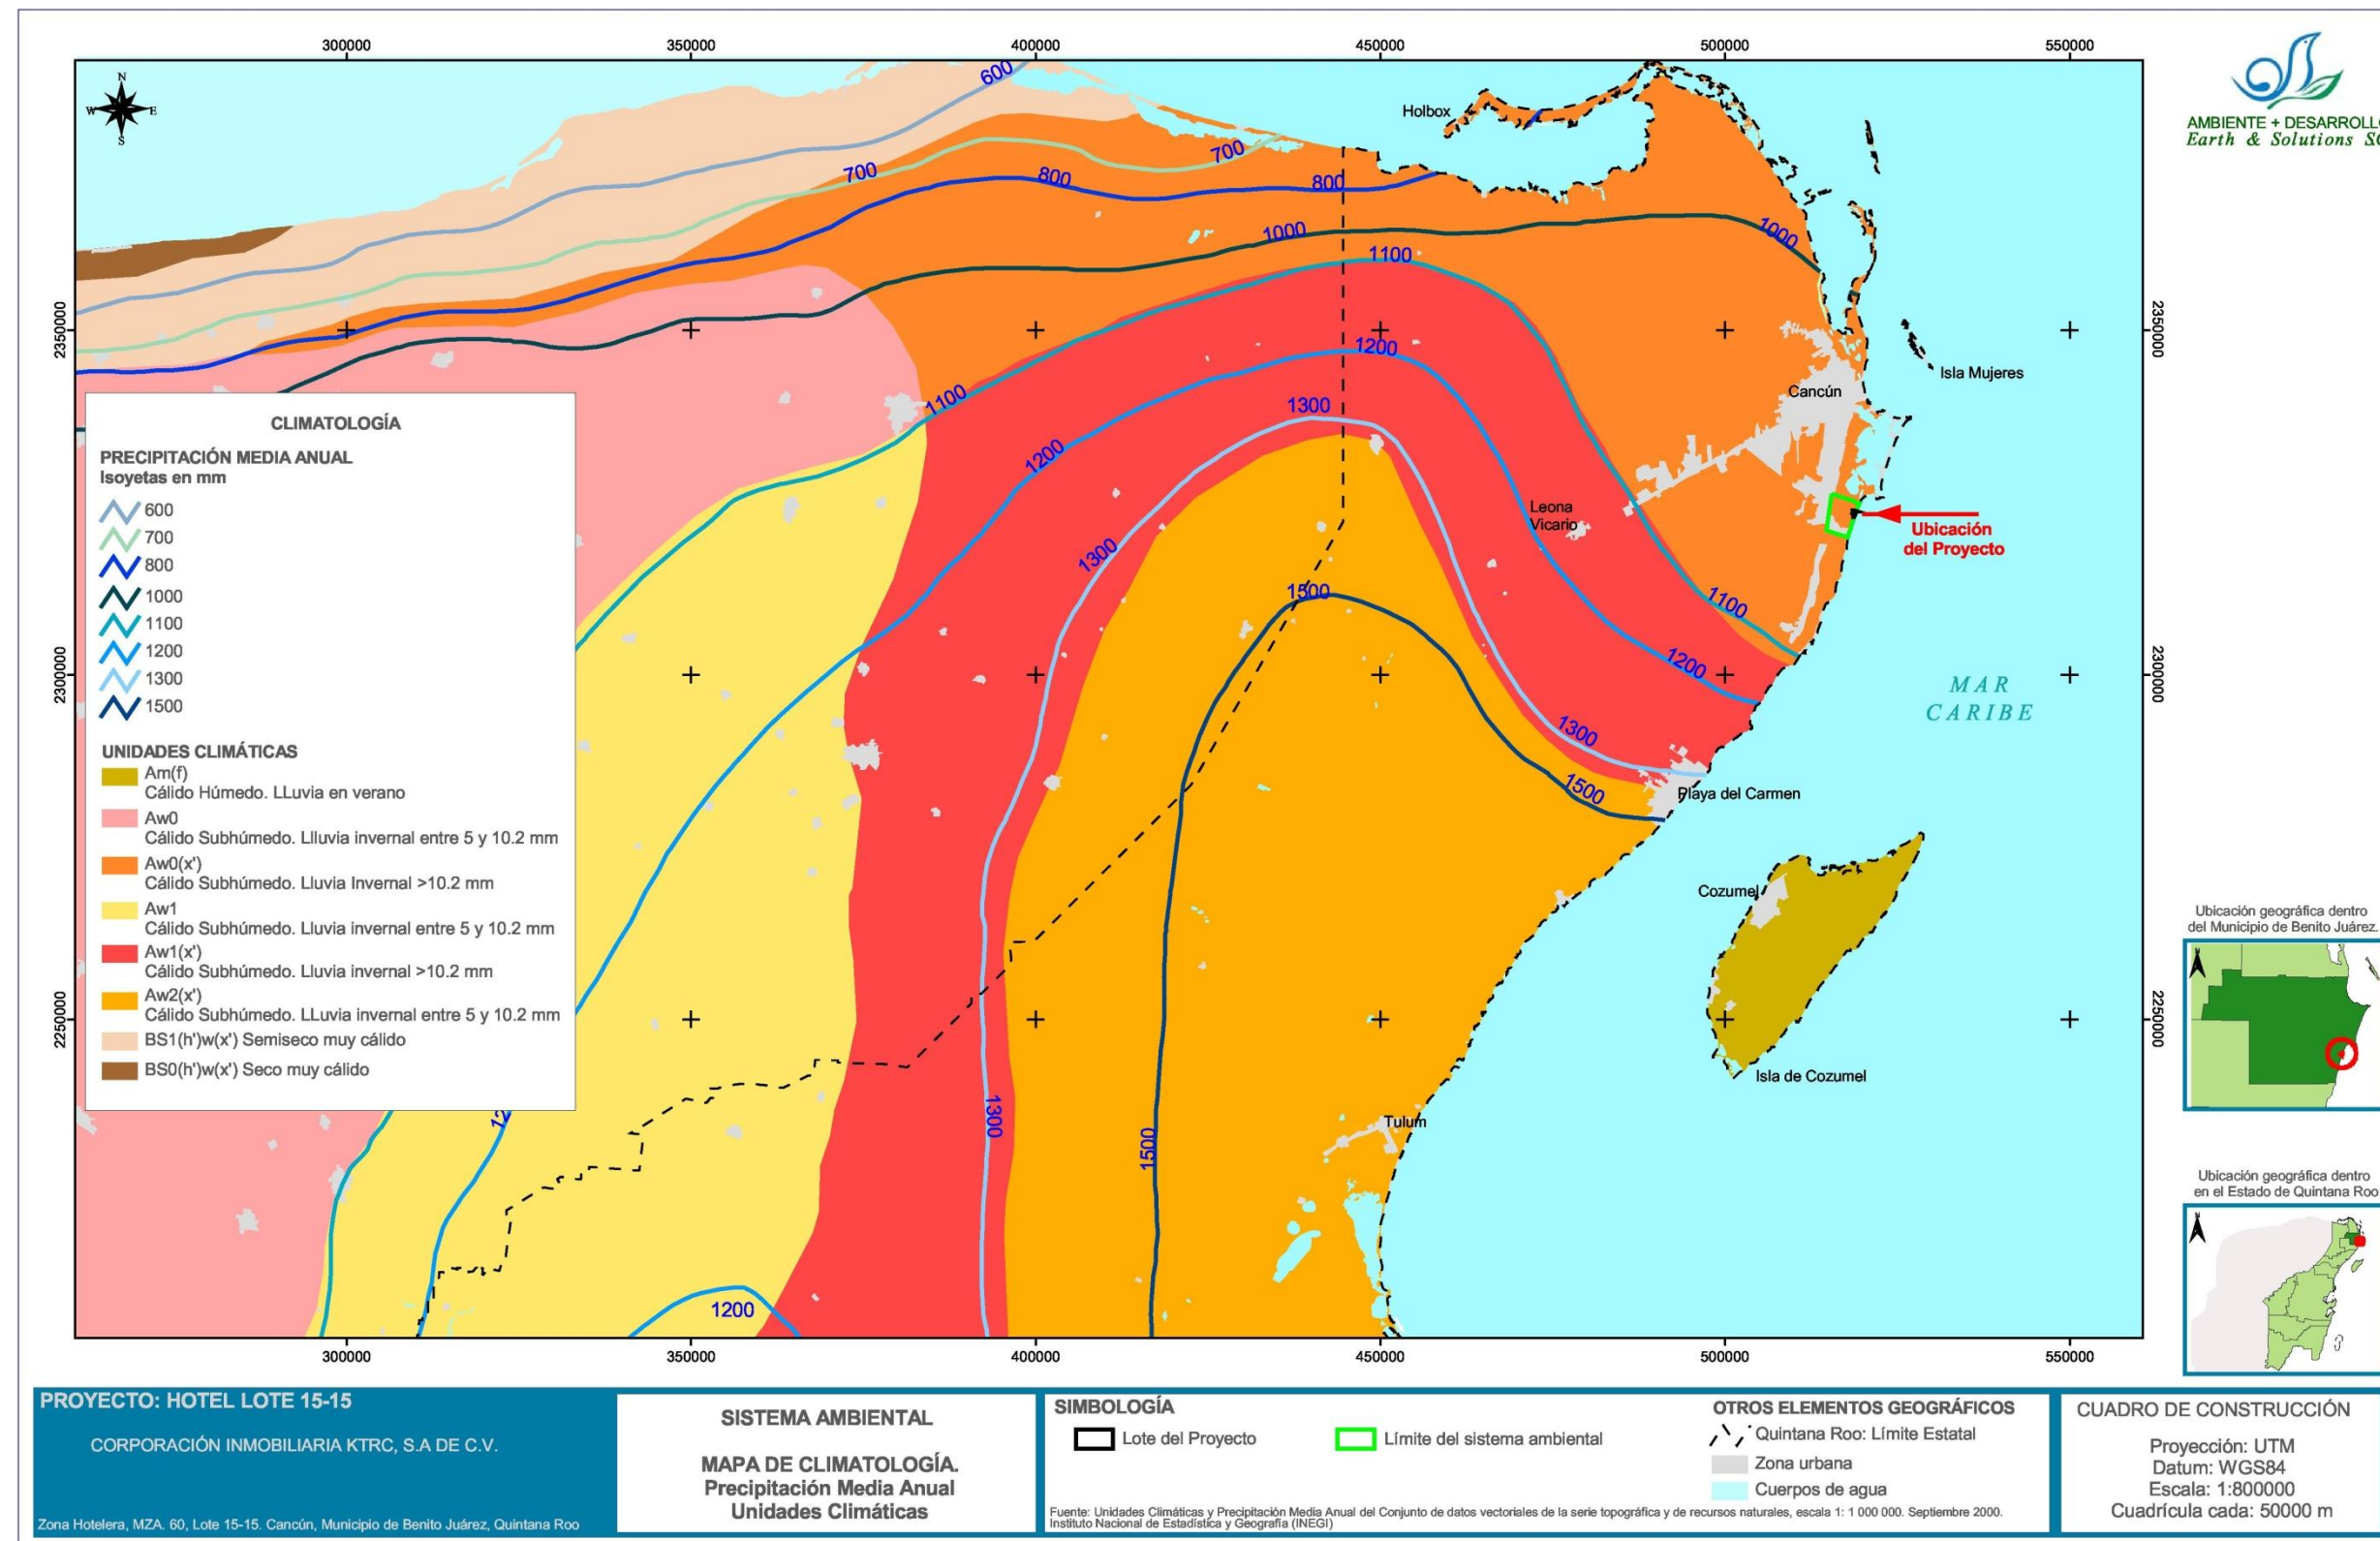 300000
350000
400000
450000
500000
550000
N
W
E
S
AMBIENTE + DESARROLLO
Earth & Solutions
2350000
2300000
2250000
2350000
2300000
2250000
600
700
700
800
800
1000
1000
1100
1100
1200
1200
1300
1300
1500
1100
1200
1300
1500
1300
1500
1200
Holbox
Isla Mujeres
Cancún
Leona
Vicario
Ubicación
del Proyecto
MAR
CARIBE
Playa del Carmen
Cozumel
Isla de Cozumel
Tulum
CLIMATOLOGÍA
PRECIPITACIÓN MEDIA ANUAL
Isoyetas en mm
600
700
800
1000
1100
1200
1300
1500
UNIDADES CLIMÁTICAS
Am(f)
Cálido Húmedo. LLuvia en verano
Aw0
Cálido Subhúmedo. Llluvia invernal entre 5 y 10.2 mm
Aw0(x')
Cálido Subhúmedo. Lluvia Invernal >10.2 mm
Aw1
Cálido Subhúmedo. Lluvia invernal entre 5 y 10.2 mm
Aw1(x')
Cálido Subhúmedo. Lluvia invernal >10.2 mm
Aw2(x')
Cálido Subhúmedo. LLuvia invernal entre 5 y 10.2 mm
BS1(h')w(x') Semiseco muy cálido
BS0(h')w(x') Seco muy cálido
Ubicación geográfica dentro
del Municipio de Benito Juárez.
Ubicación geográfica dentro
en el Estado de Quintana Roo
300000
350000
400000
450000
500000
550000
PROYECTO: HOTEL LOTE 15-15
CORPORACIÓN INMOBILIARIA KTRC, S.A DE C.V.
Zona Hotelera, MZA. 60, Lote 15-15. Cancún, Municipio de Benito Juárez, Quintana Roo
SISTEMA AMBIENTAL
MAPA DE CLIMATOLOGÍA.
Precipitación Media Anual
Unidades Climáticas
SIMBOLOGÍA
Lote del Proyecto
Límite del sistema ambiental
OTROS ELEMENTOS GEOGRÁFICOS
Quintana Roo: Límite Estatal
Zona urbana
Cuerpos de agua
Fuente: Unidades Climáticas y Precipitación Media Anual del Conjunto de datos vectoriales de la serie topográfica y de recursos naturales, escala 1: 1 000 000. Septiembre 2000.
Instituto Nacional de Estadística y Geografía (INEGI)
CUADRO DE CONSTRUCCIÓN
Proyección: UTM
Datum: WGS84
Escala: 1:800000
Cuadrícula cada: 50000 m